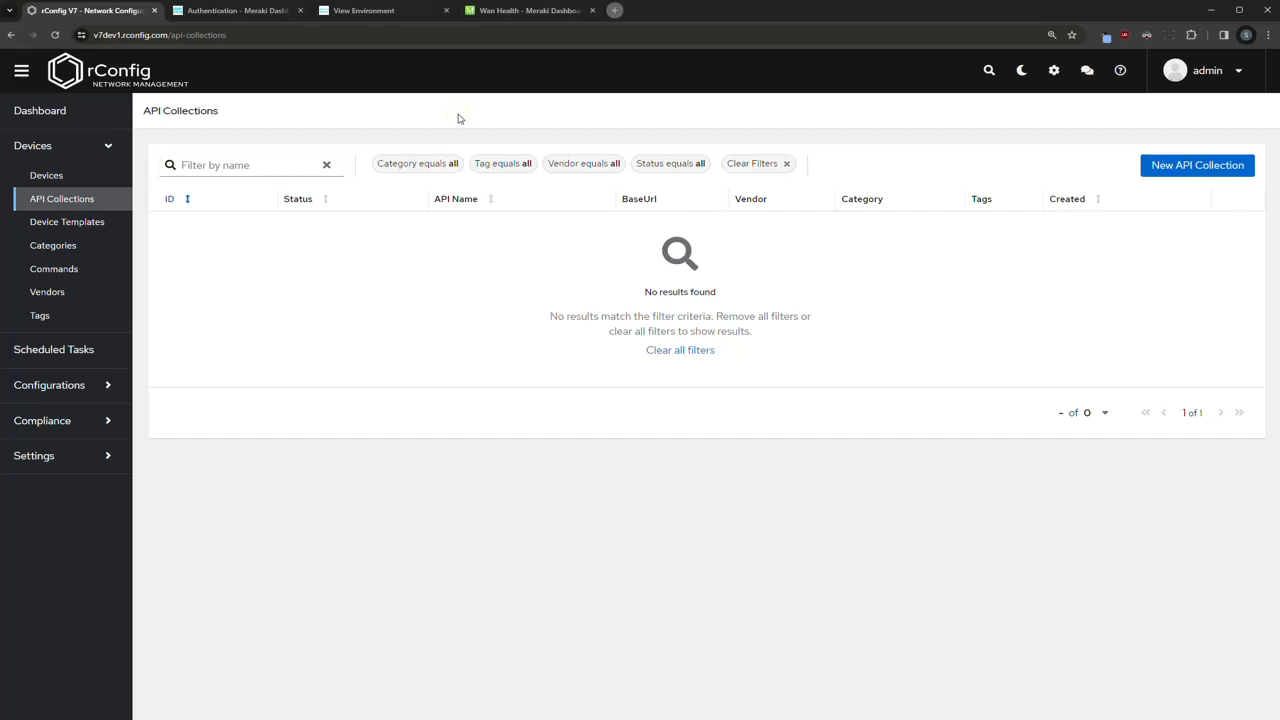 rConfig V7 - Network Configu
Authentication - Meraki Dashb
View Environment
Wan Health - Meraki Dashboa
v7dev1.rconfig.com/api-collections
rConfig
NETWORK MANAGEMENT
admin
Dashboard
Devices
Devices
API Collections
Device Templates
Categories
Commands
Vendors
Tags
Scheduled Tasks
Configurations
Compliance
Settings
API Collections
Filter by name
Category equals all
Tag equals all
Vendor equals all
Status equals all
Clear Filters
New API Collection
ID
Status
API Name
BaseUrl
Vendor
Category
Tags
Created
No results found
No results match the filter criteria. Remove all filters or
clear all filters to show results.
Clear all filters
- of 0
1 of 1